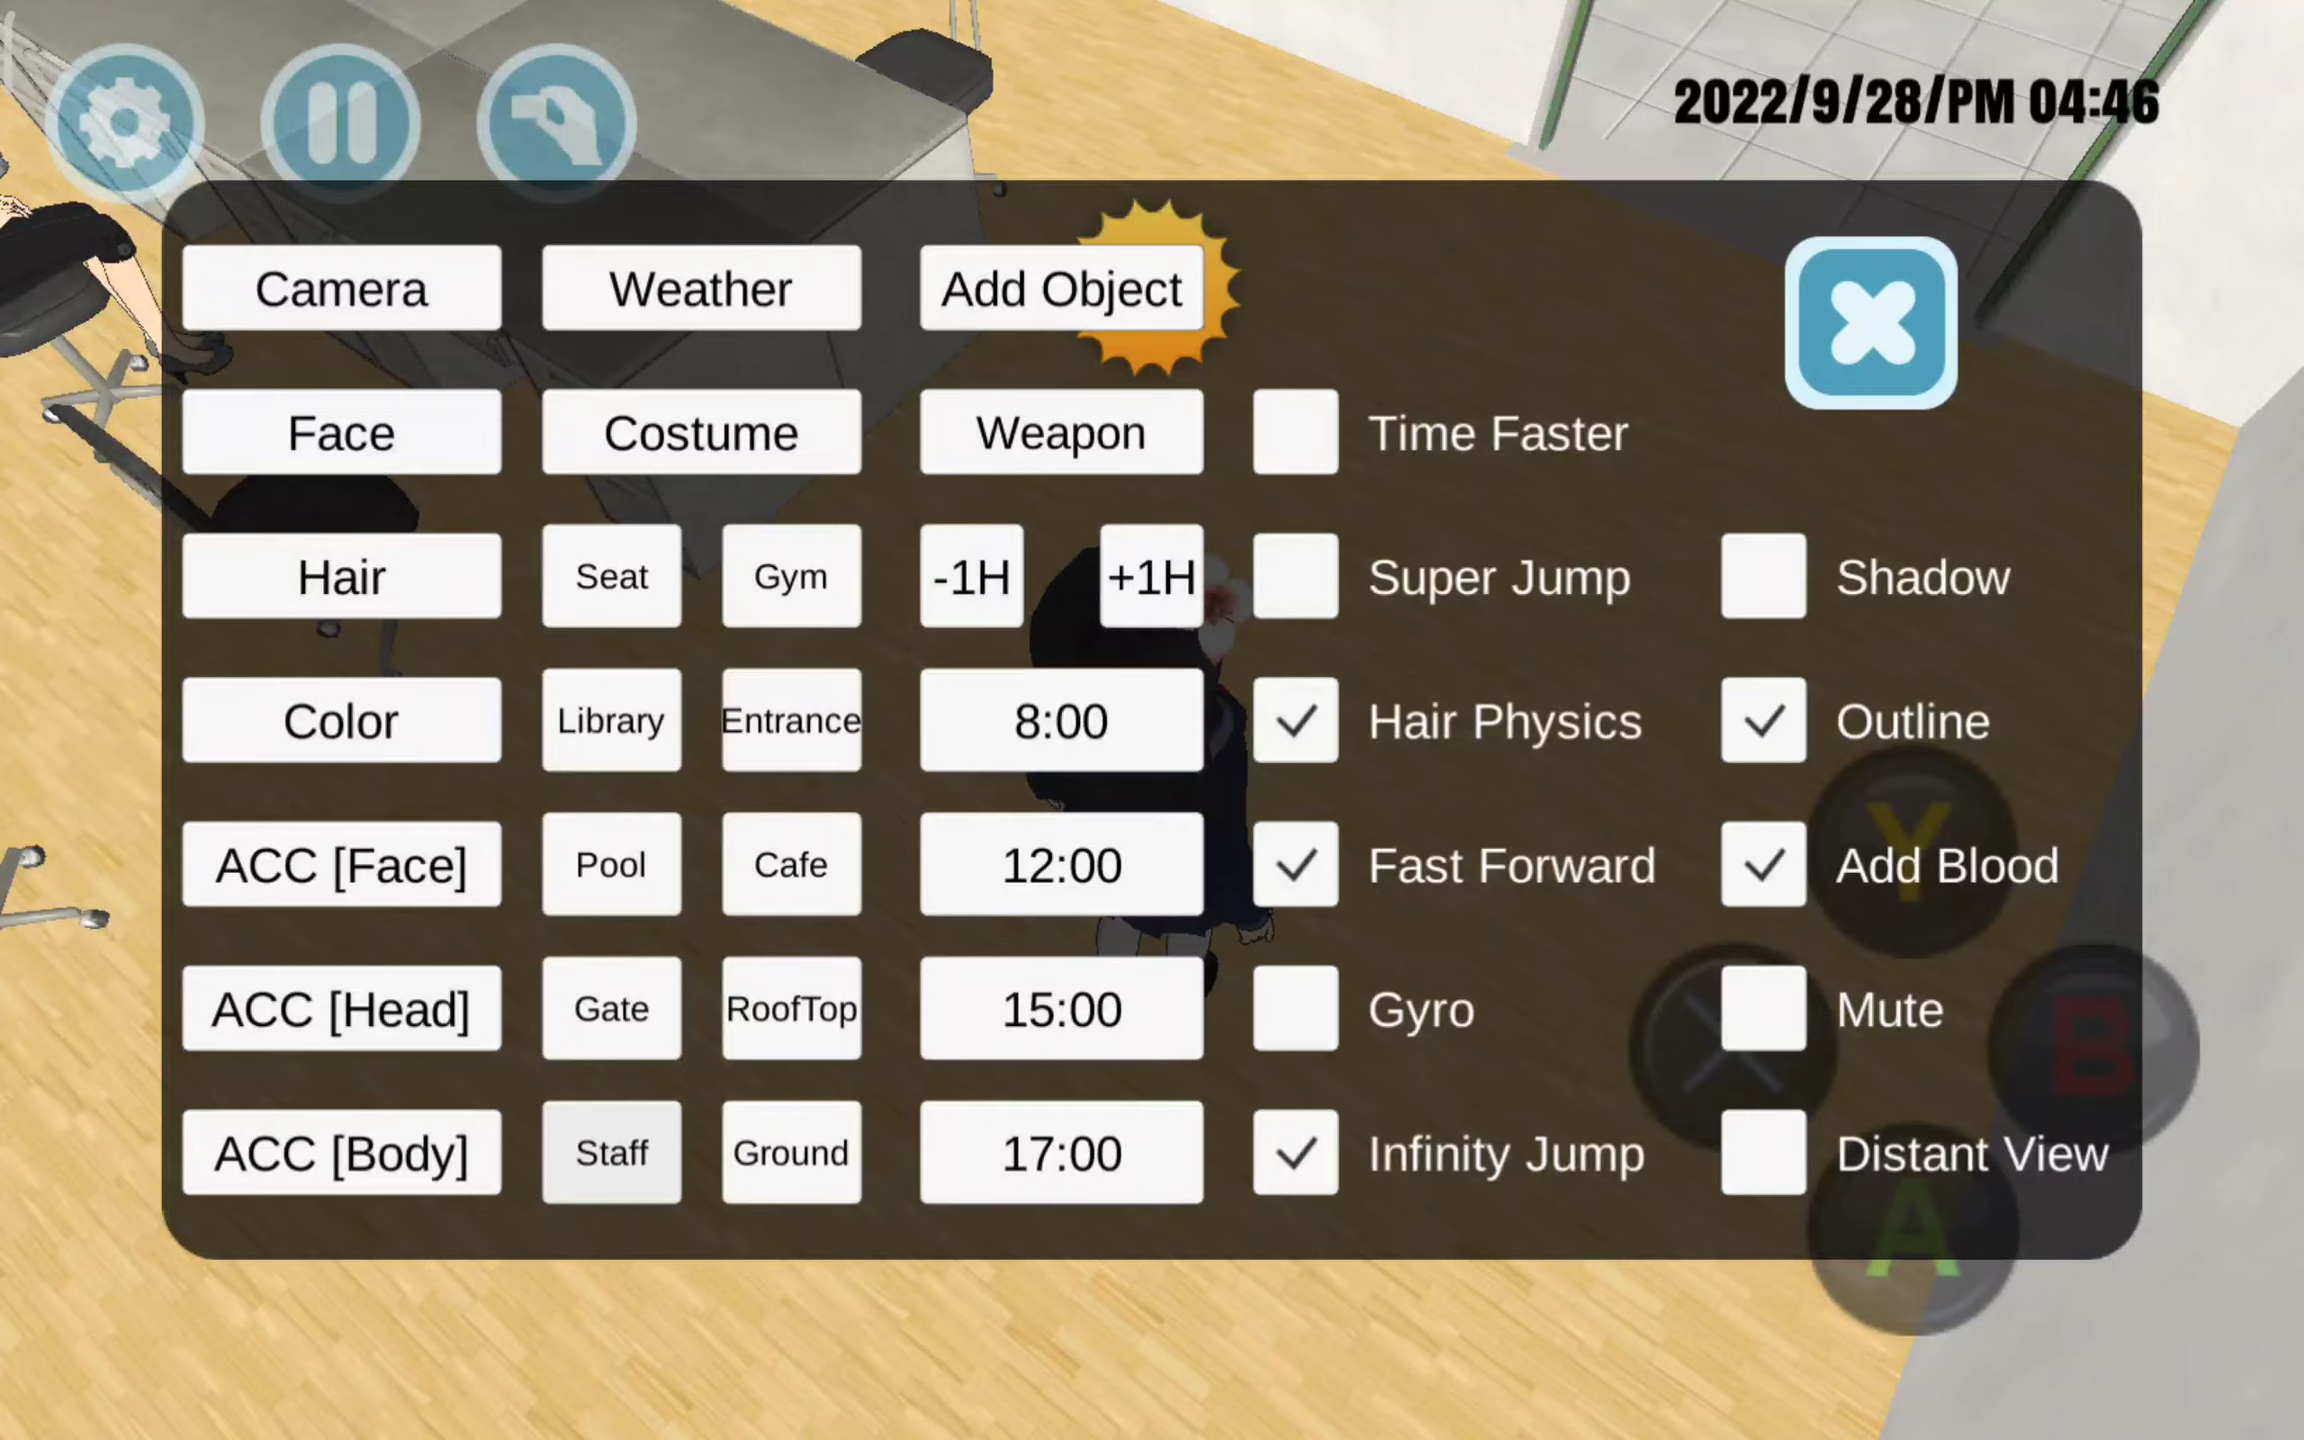 2022/9/28/PM 04:46
Camera Weather Add Object
Face Costume Weapon Time Faster
Hair Seat Gym -1H +1H Super Jump Shadow
Color Library Entrance 8:00 Hair Physics Outline
ACC [Face] Pool Cafe 12:00 Fast Forward Add Blood
Y
ACC [Head] Gate RoofTop 15:00 Gyro Mute
X B
ACC [Body] Staff Ground 17:00 Infinity Jump Distant View
A